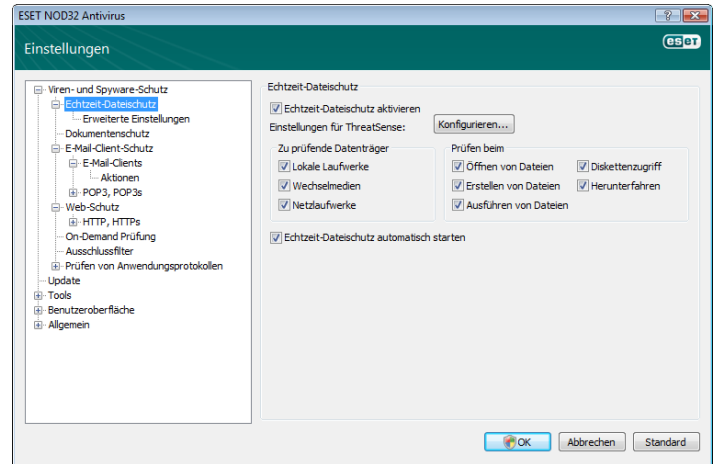 ESET NOD32 Antivirus
Einstellungen
eseT
Viren- und Spyware-Schutz
Echtzeit-Dateischutz
Erweiterte Einstellungen
Dokumentenschutz
E-Mail-Client-Schutz
E-Mail-Clients
Aktionen
POP3, POP3s
Web-Schutz
HTTP, HTTPs
On-Demand Prüfung
Ausschlussfilter
Prüfen von Anwendungsprotokollen
Update
Tools
Benutzeroberfläche
Allgemein
Echtzeit-Dateischutz
Echtzeit-Dateischutz aktivieren
Einstellungen für ThreatSense: Konfigurieren...
Zu prüfende Datenträger
Lokale Laufwerke
Wechselmedien
Netzlaufwerke
Prüfen beim
Öffnen von Dateien Diskettenzugriff
Erstellen von Dateien Herunterfahren
Ausführen von Dateien
Echtzeit-Dateischutz automatisch starten
OK Abbrechen Standard